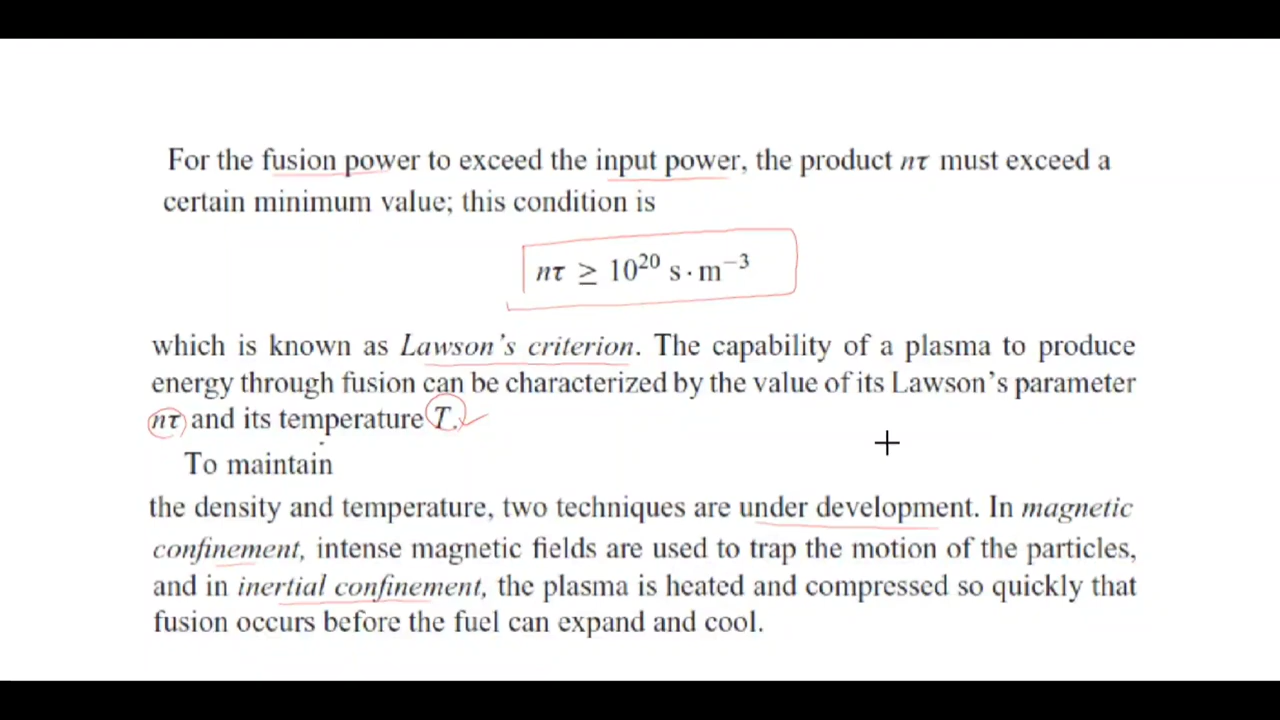 For the fusion power to exceed the input power, the product nτ must exceed a
certain minimum value; this condition is
nτ ≥ 10²⁰ s·m⁻³
which is known as Lawson's criterion. The capability of a plasma to produce
energy through fusion can be characterized by the value of its Lawson's parameter
nτ and its temperature T.
To maintain
the density and temperature, two techniques are under development. In magnetic
confinement, intense magnetic fields are used to trap the motion of the particles,
and in inertial confinement, the plasma is heated and compressed so quickly that
fusion occurs before the fuel can expand and cool.